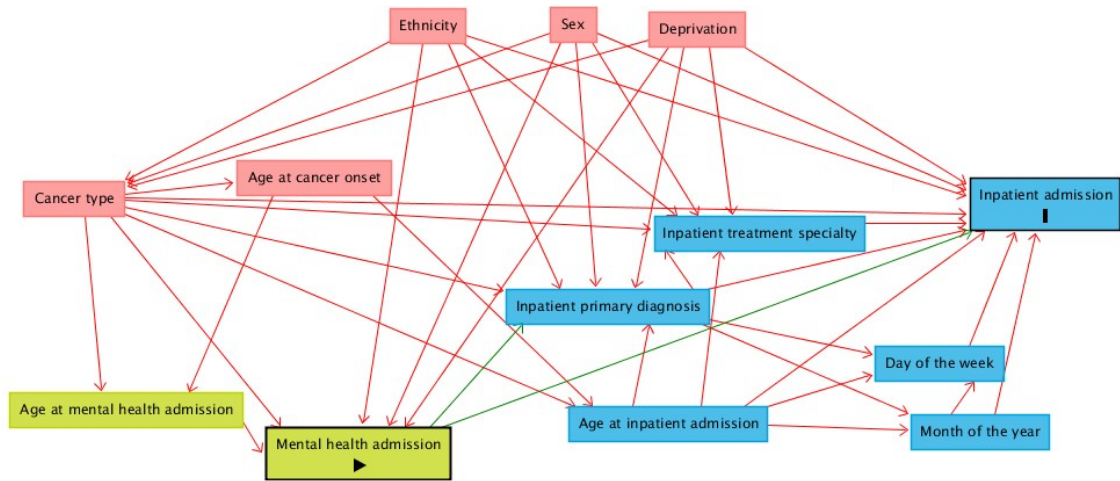 Ethnicity
Sex
Deprivation
Age at cancer onset
Cancer type
Inpatient admission
Inpatient treatment specialty
Inpatient primary diagnosis
Day of the week
Age at mental health admission
Mental health admission
Age at inpatient admission
Month of the year